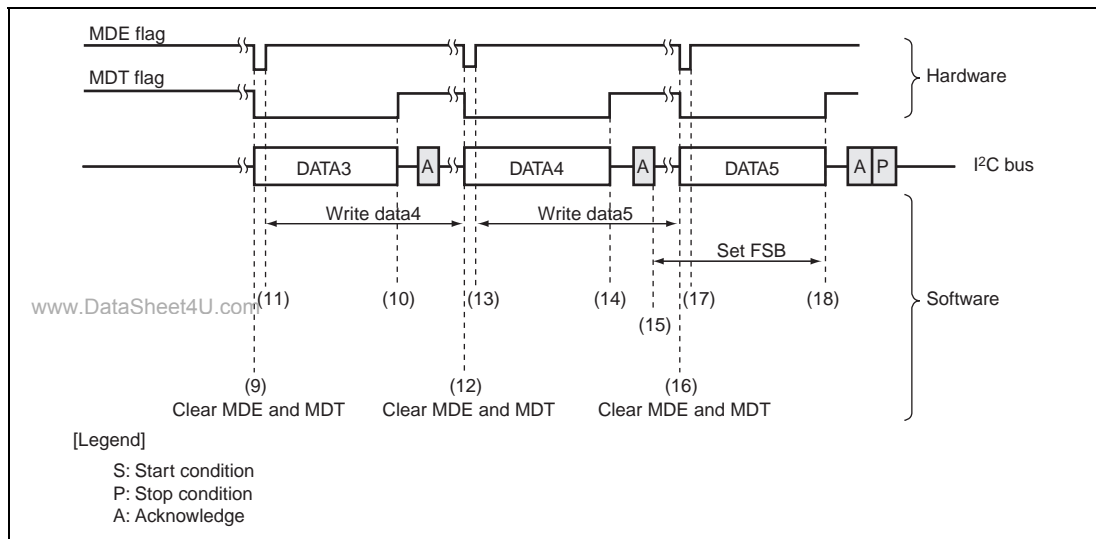 MDE flag
MDT flag
Hardware
DATA3 A DATA4 A DATA5 A P I²C bus
Write data4 Write data5
Set FSB
www.DataSheet4U.com
(11) (10) (13) (14) (17) (18) Software
(15)
(9) (12) (16)
Clear MDE and MDT Clear MDE and MDT Clear MDE and MDT
[Legend]
S: Start condition
P: Stop condition
A: Acknowledge